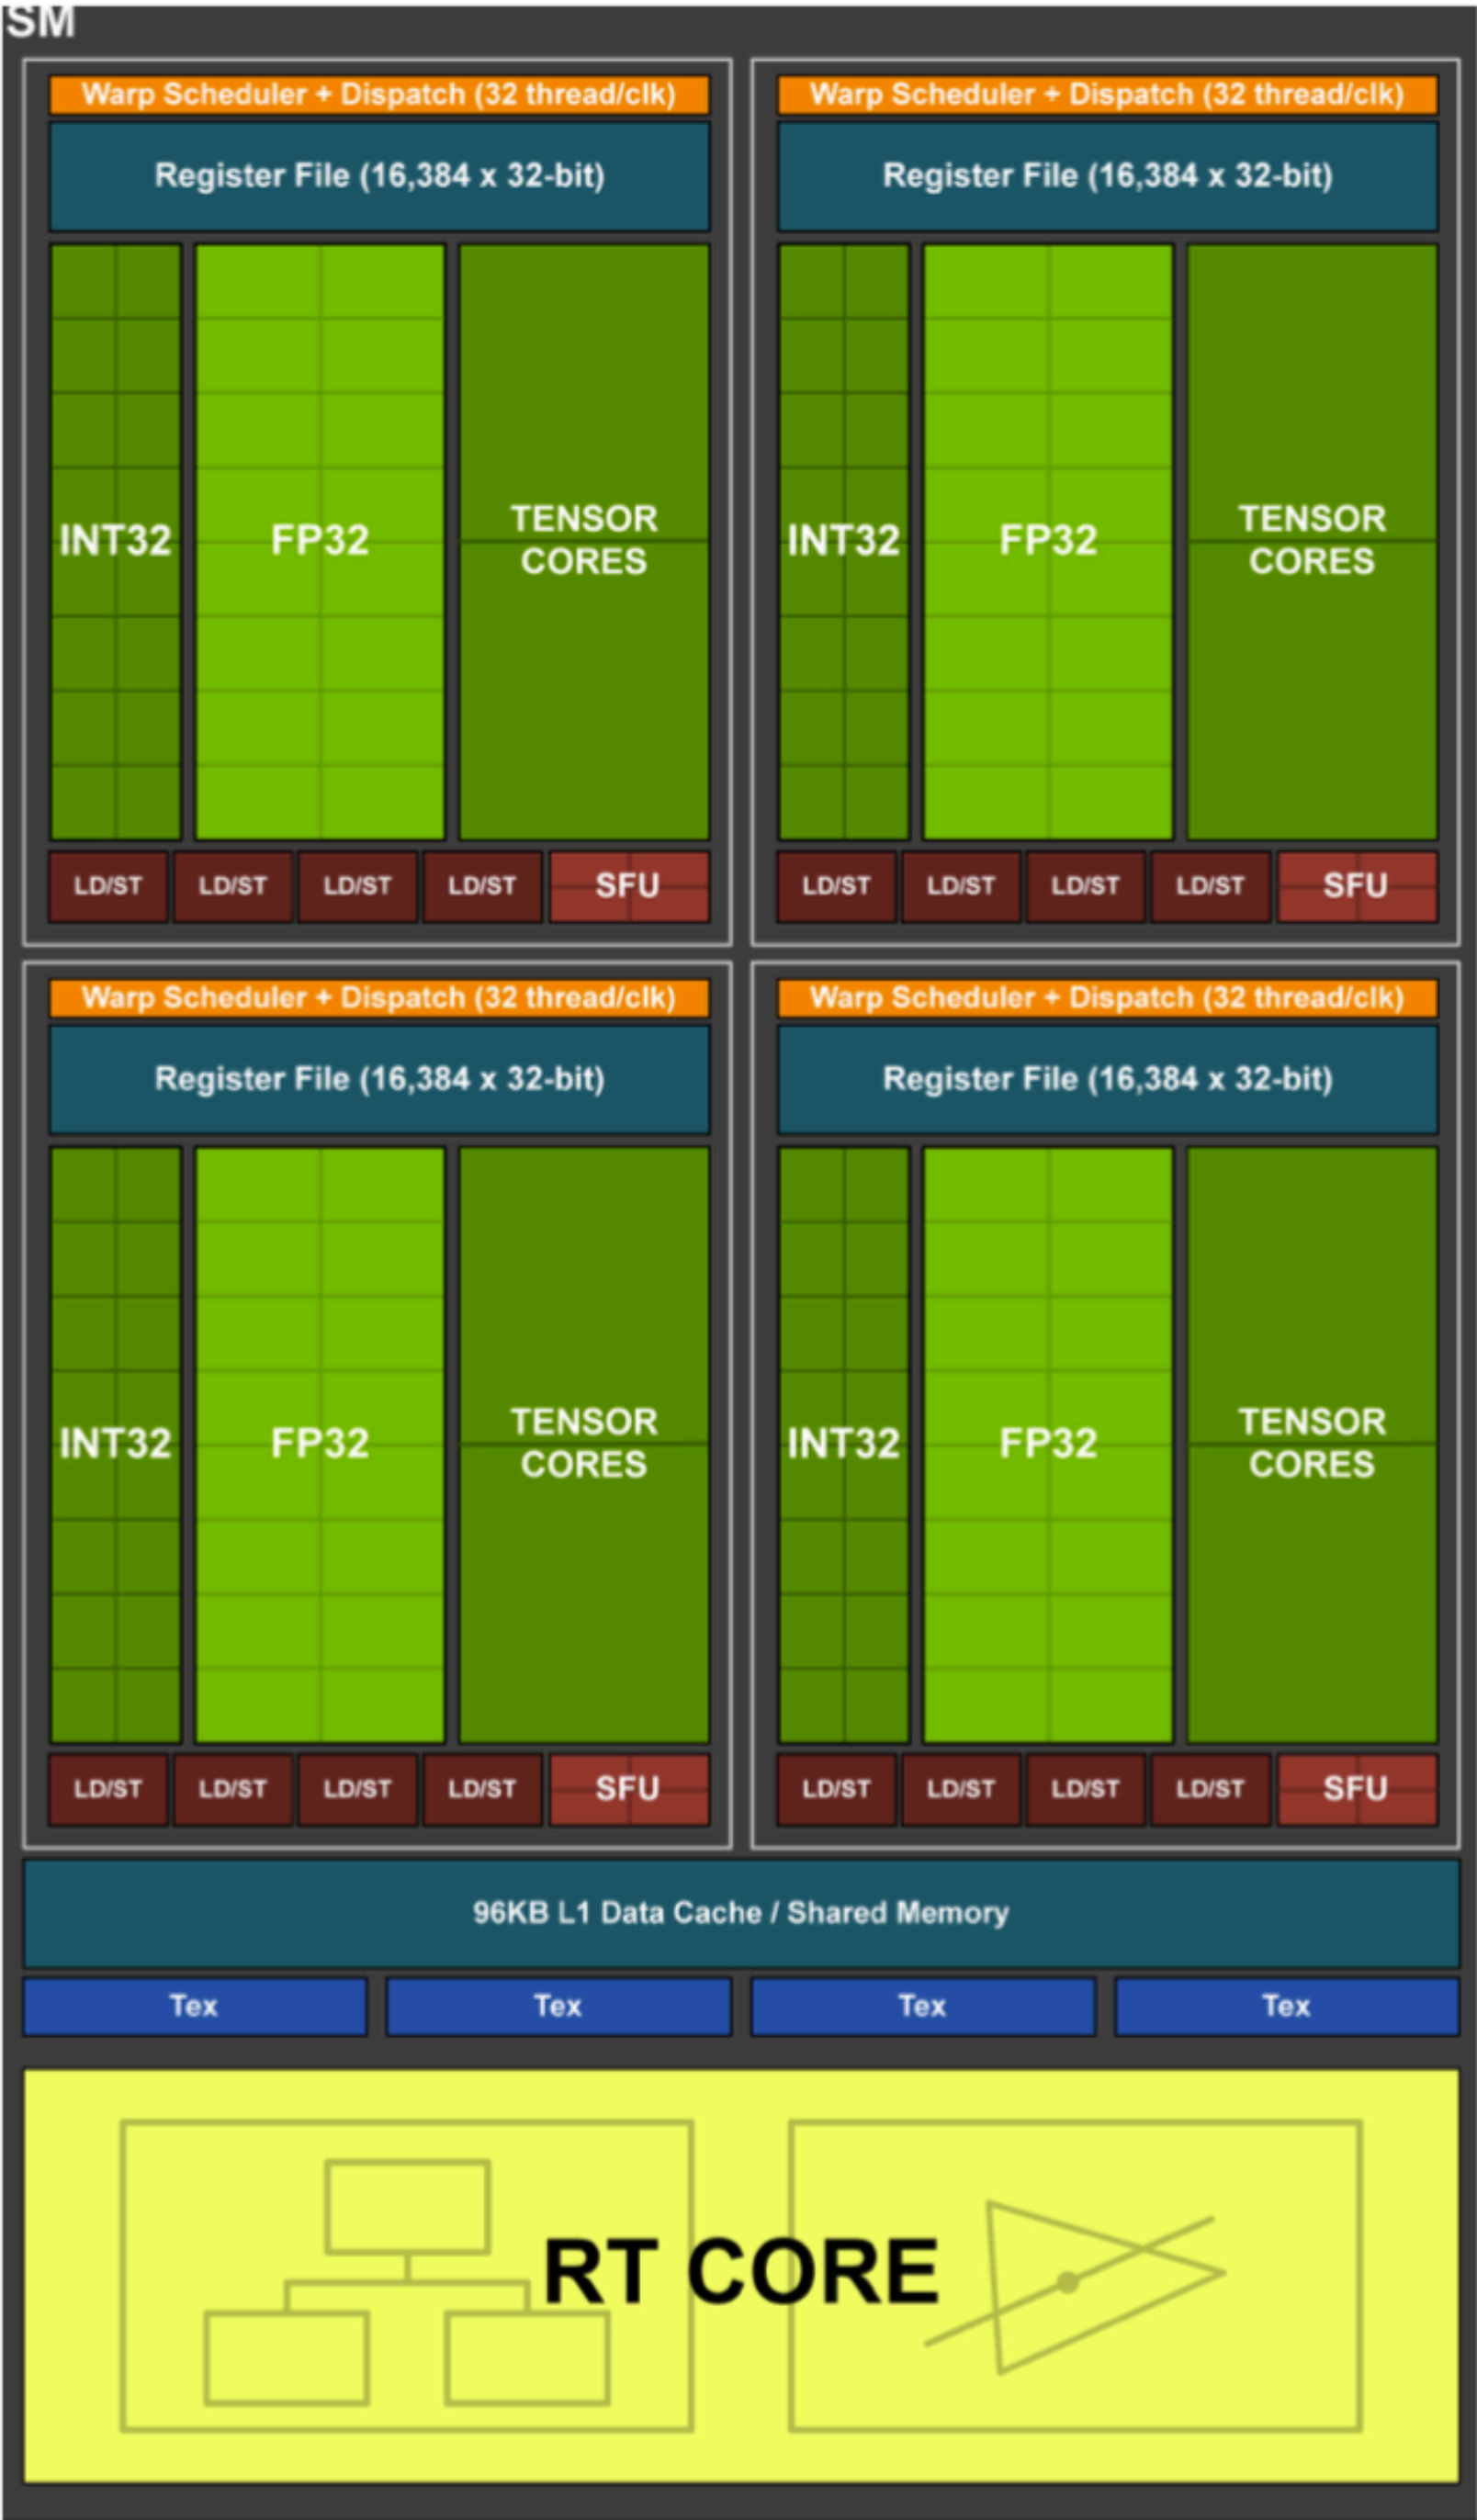 SM
Warp Scheduler + Dispatch (32 thread/clk)
Register File (16,384 x 32-bit)
INT32
FP32
TENSOR
CORES
LD/ST LD/ST LD/ST LD/ST SFU
Warp Scheduler + Dispatch (32 thread/clk)
Register File (16,384 x 32-bit)
INT32
FP32
TENSOR
CORES
LD/ST LD/ST LD/ST LD/ST SFU
Warp Scheduler + Dispatch (32 thread/clk)
Register File (16,384 x 32-bit)
INT32
FP32
TENSOR
CORES
LD/ST LD/ST LD/ST LD/ST SFU
Warp Scheduler + Dispatch (32 thread/clk)
Register File (16,384 x 32-bit)
INT32
FP32
TENSOR
CORES
LD/ST LD/ST LD/ST LD/ST SFU
96KB L1 Data Cache / Shared Memory
Tex Tex Tex Tex
RT CORE